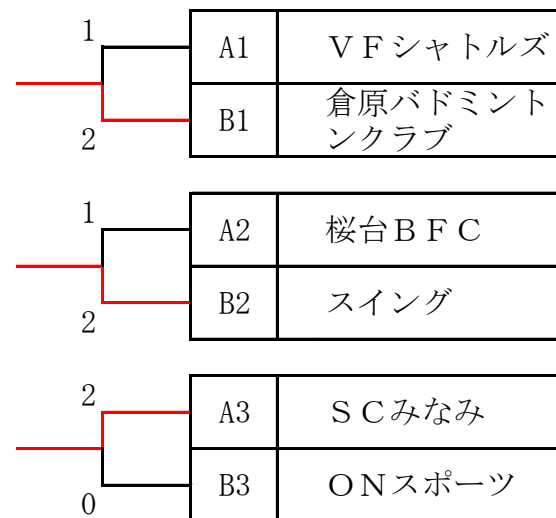 1
A1 VFシャトルズ
B1 倉原バドミント
ンクラブ
2
1
A2 桜台BFC
B2 スイング
2
2
A3 SCみなみ
B3 ONスポーツ
0